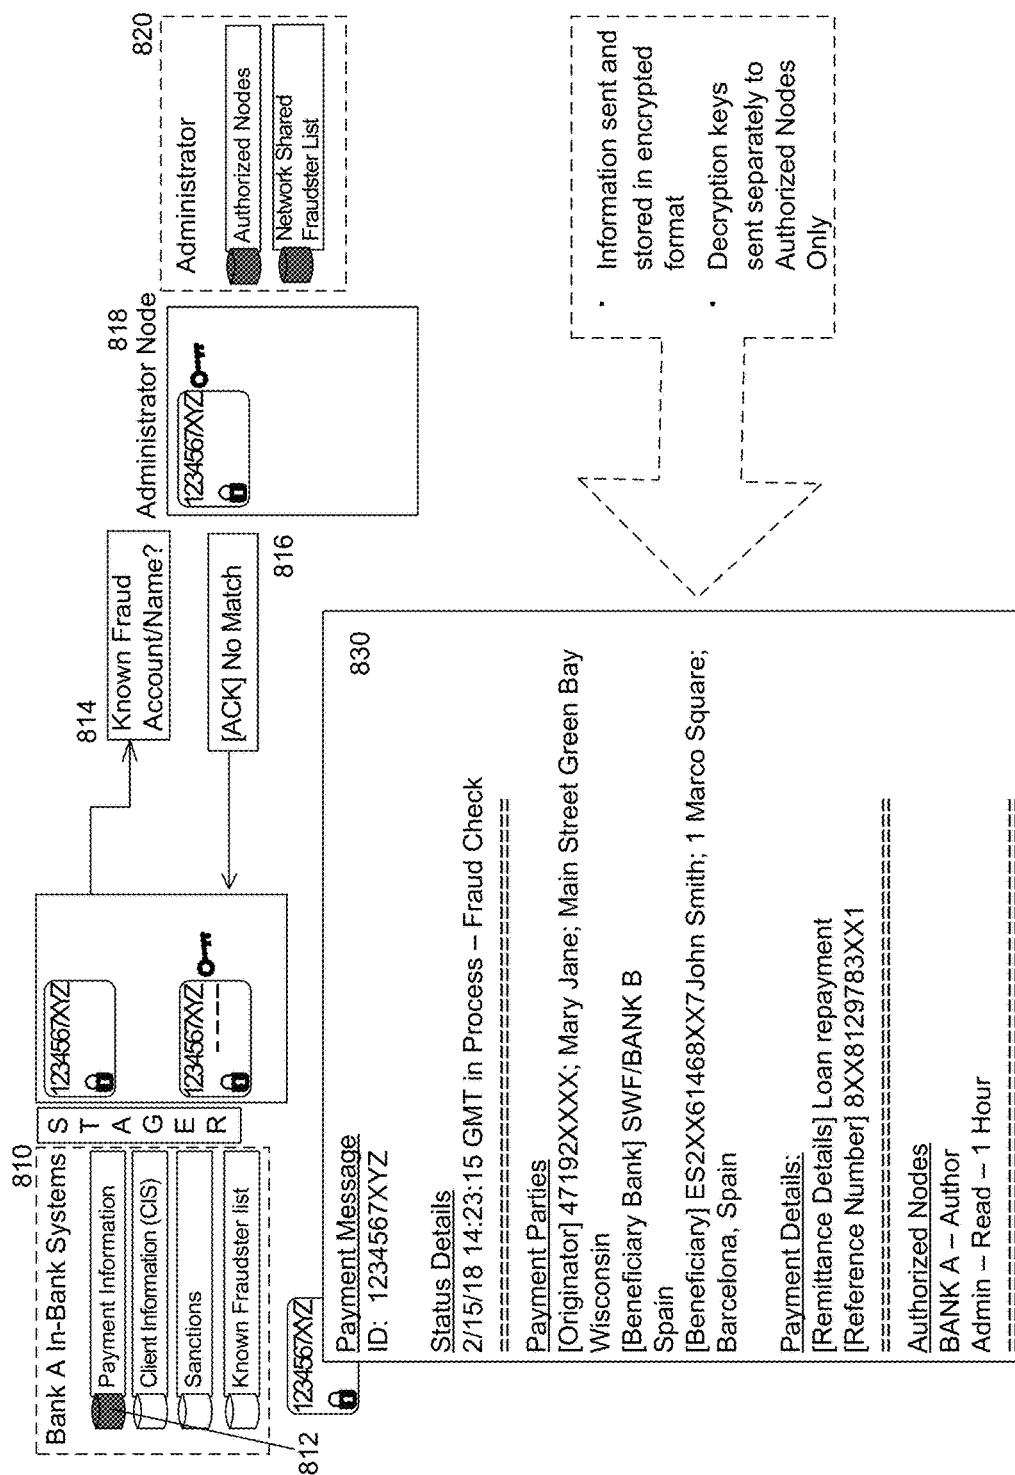 810
Bank A In-Bank Systems
Payment Information
Client Information (CIS)
Sanctions
Known Fraudster list
812
S
T
A
G
E
R
1234567XYZ
1234567XYZ
814
Known Fraud
Account/Name?
[ACK] No Match
816
818
Administrator Node
1234567XYZ
820
Administrator
Authorized Nodes
Network Shared
Fraudster List
1234567XYZ
830
Payment Message
ID: 1234567XYZ
Status Details
2/15/18 14:23:15 GMT in Process – Fraud Check
==========================
Payment Parties
[Originator] 47192XXXX; Mary Jane; Main Street Green Bay
Wisconsin
[Beneficiary Bank] SWF/BANK B
Spain
[Beneficiary] ES2XX61468XX7John Smith; 1 Marco Square;
Barcelona, Spain
Payment Details:
[Remittance Details] Loan repayment
[Reference Number] 8XX8129783XX1
==========================
Authorized Nodes
BANK A – Author
Admin – Read – 1 Hour
==========================
• Information sent and
stored in encrypted
format
• Decryption keys
sent separately to
Authorized Nodes
Only